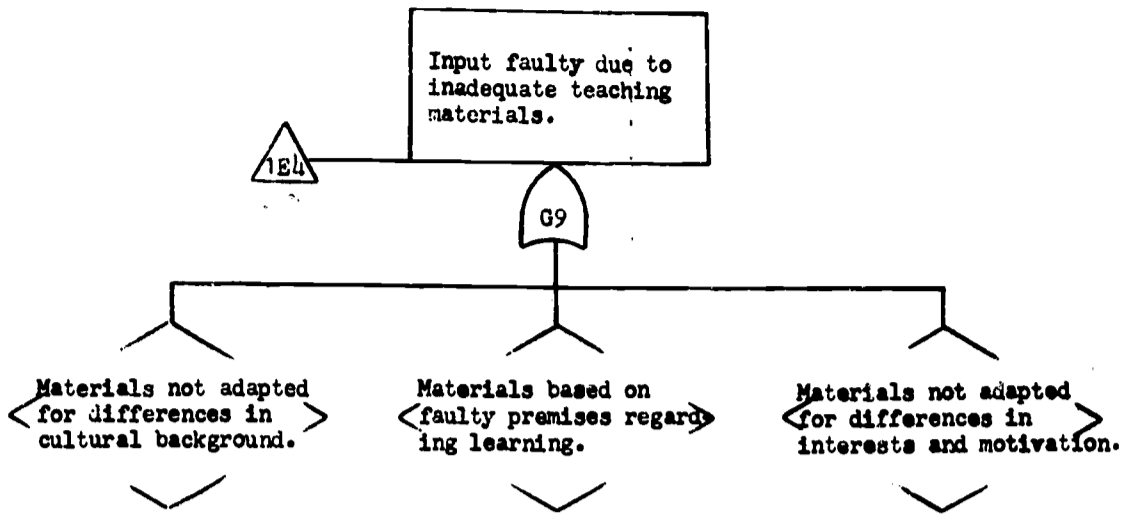 Input faulty due to
inadequate teaching
materials.
1E4
G9
Materials not adapted
for differences in
cultural background.
Materials based on
faulty premises regard-
ing learning.
Materials not adapted
for differences in
interests and motivation.